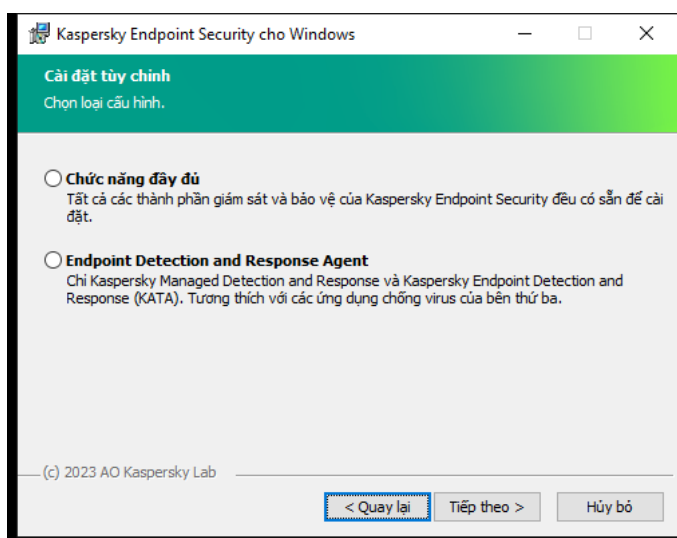 Kaspersky Endpoint Security cho Windows
Cài đặt tùy chỉnh
Chọn loại cấu hình.
Chức năng đầy đủ
Tất cả các thành phần giám sát và bảo vệ của Kaspersky Endpoint Security đều có sẵn để cài
đặt.
Endpoint Detection and Response Agent
Chỉ Kaspersky Managed Detection and Response và Kaspersky Endpoint Detection and
Response (KATA). Tương thích với các ứng dụng chống virus của bên thứ ba.
(c) 2023 AO Kaspersky Lab
< Quay lại
Tiếp theo >
Hủy bỏ